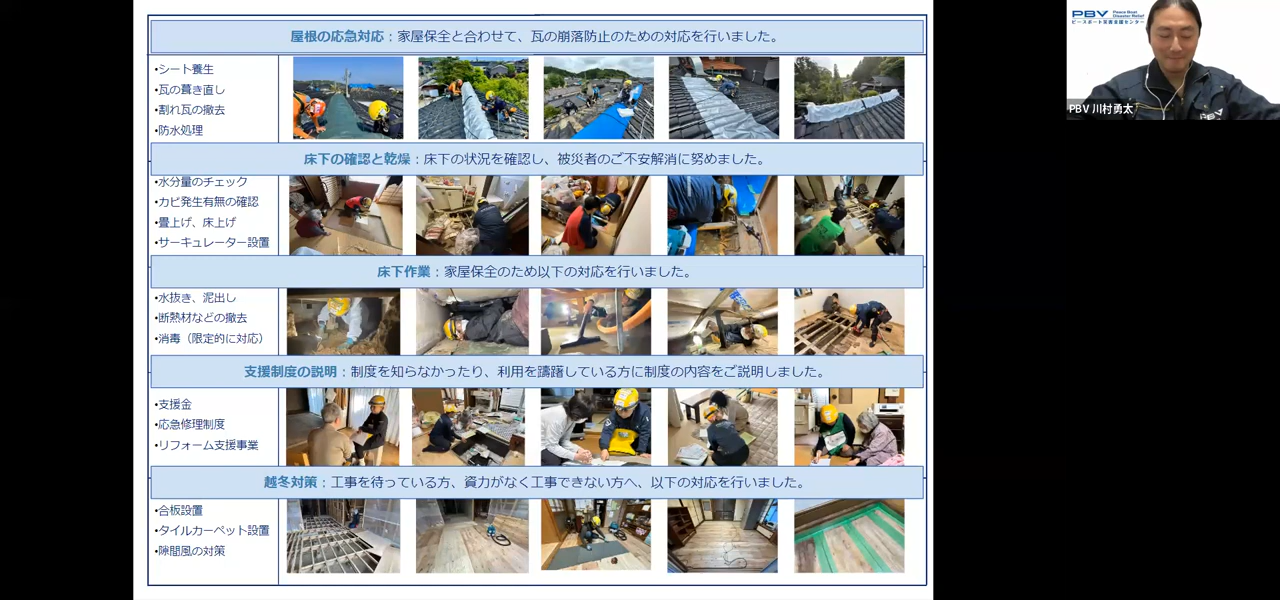 屋根の応急対応：家屋保全と合わせて、瓦の崩落防止のための対応を行いました。
•シート養生
•瓦の葺き直し
•割れ瓦の撤去
•防水処理
床下の確認と乾燥：床下の状況を確認し、被災者のご不安解消に努めました。
•水分量のチェック
•カビ発生有無の確認
•畳上げ、床上げ
•サーキュレーター設置
床下作業：家屋保全のため以下の対応を行いました。
•水抜き、泥出し
•断熱材などの撤去
•消毒（限定的に対応）
支援制度の説明：制度を知らなかったり、利用を躊躇している方に制度の内容をご説明しました。
•支援金
•応急修理制度
•リフォーム支援事業
越冬対策：工事を待っている方、資力がなく工事できない方へ、以下の対応を行いました。
•合板設置
•タイルカーペット設置
•隙間風の対策
PBV Peace Boat Disaster Relief
ピースボート災害支援センター
PBV 川村勇太